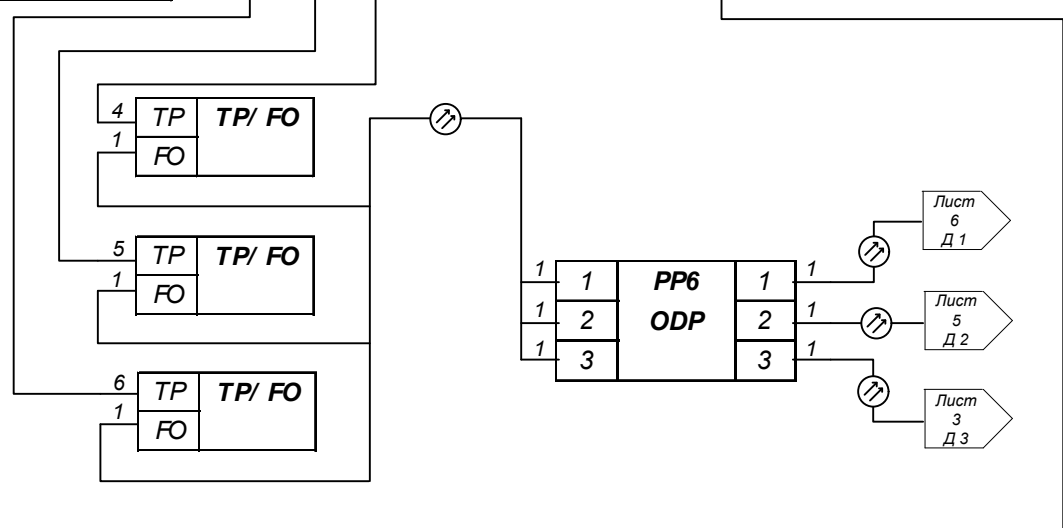 4 TP TP/ FO
1 FO
5 TP TP/ FO
1 FO
6 TP TP/ FO
1 FO
1 1 PP6 1 1
1 2 ODP 2 1
1 3 3 1
Лист
6
Д 1
Лист
5
Д 2
Лист
3
Д 3